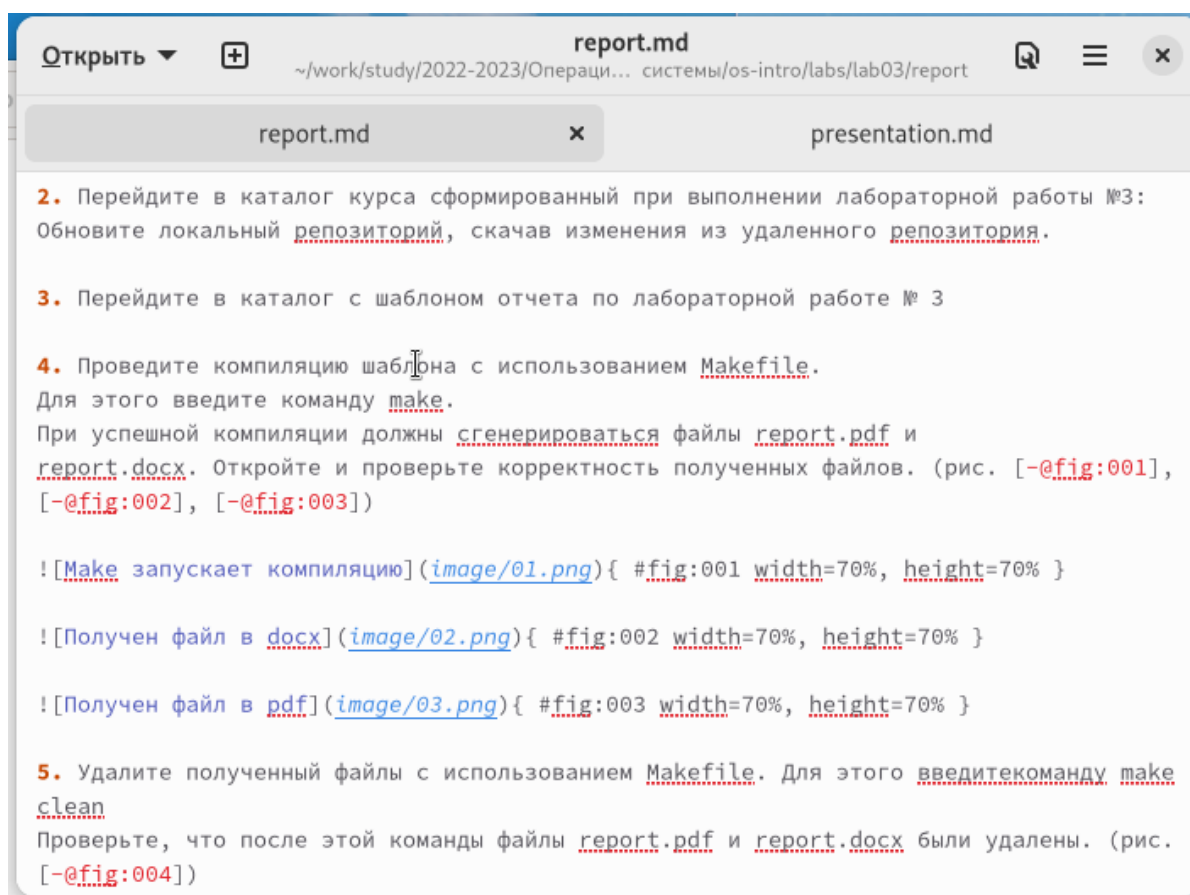 Открыть
report.md
~/work/study/2022-2023/Операци… системы/os-intro/labs/lab03/report
report.md
presentation.md
2. Перейдите в каталог курса сформированный при выполнении лабораторной работы №3:
Обновите локальный репозиторий, скачав изменения из удаленного репозитория.
3. Перейдите в каталог с шаблоном отчета по лабораторной работе № 3
4. Проведите компиляцию шаблона с использованием Makefile.
Для этого введите команду make.
При успешной компиляции должны сгенерироваться файлы report.pdf и
report.docx. Откройте и проверьте корректность полученных файлов. (рис. [-@fig:001],
[-@fig:002], [-@fig:003])
![Make запускает компиляцию](image/01.png){ #fig:001 width=70%, height=70% }
![Получен файл в docx](image/02.png){ #fig:002 width=70%, height=70% }
![Получен файл в pdf](image/03.png){ #fig:003 width=70%, height=70% }
5. Удалите полученный файлы с использованием Makefile. Для этого введитекоманду make
clean
Проверьте, что после этой команды файлы report.pdf и report.docx были удалены. (рис.
[-@fig:004])